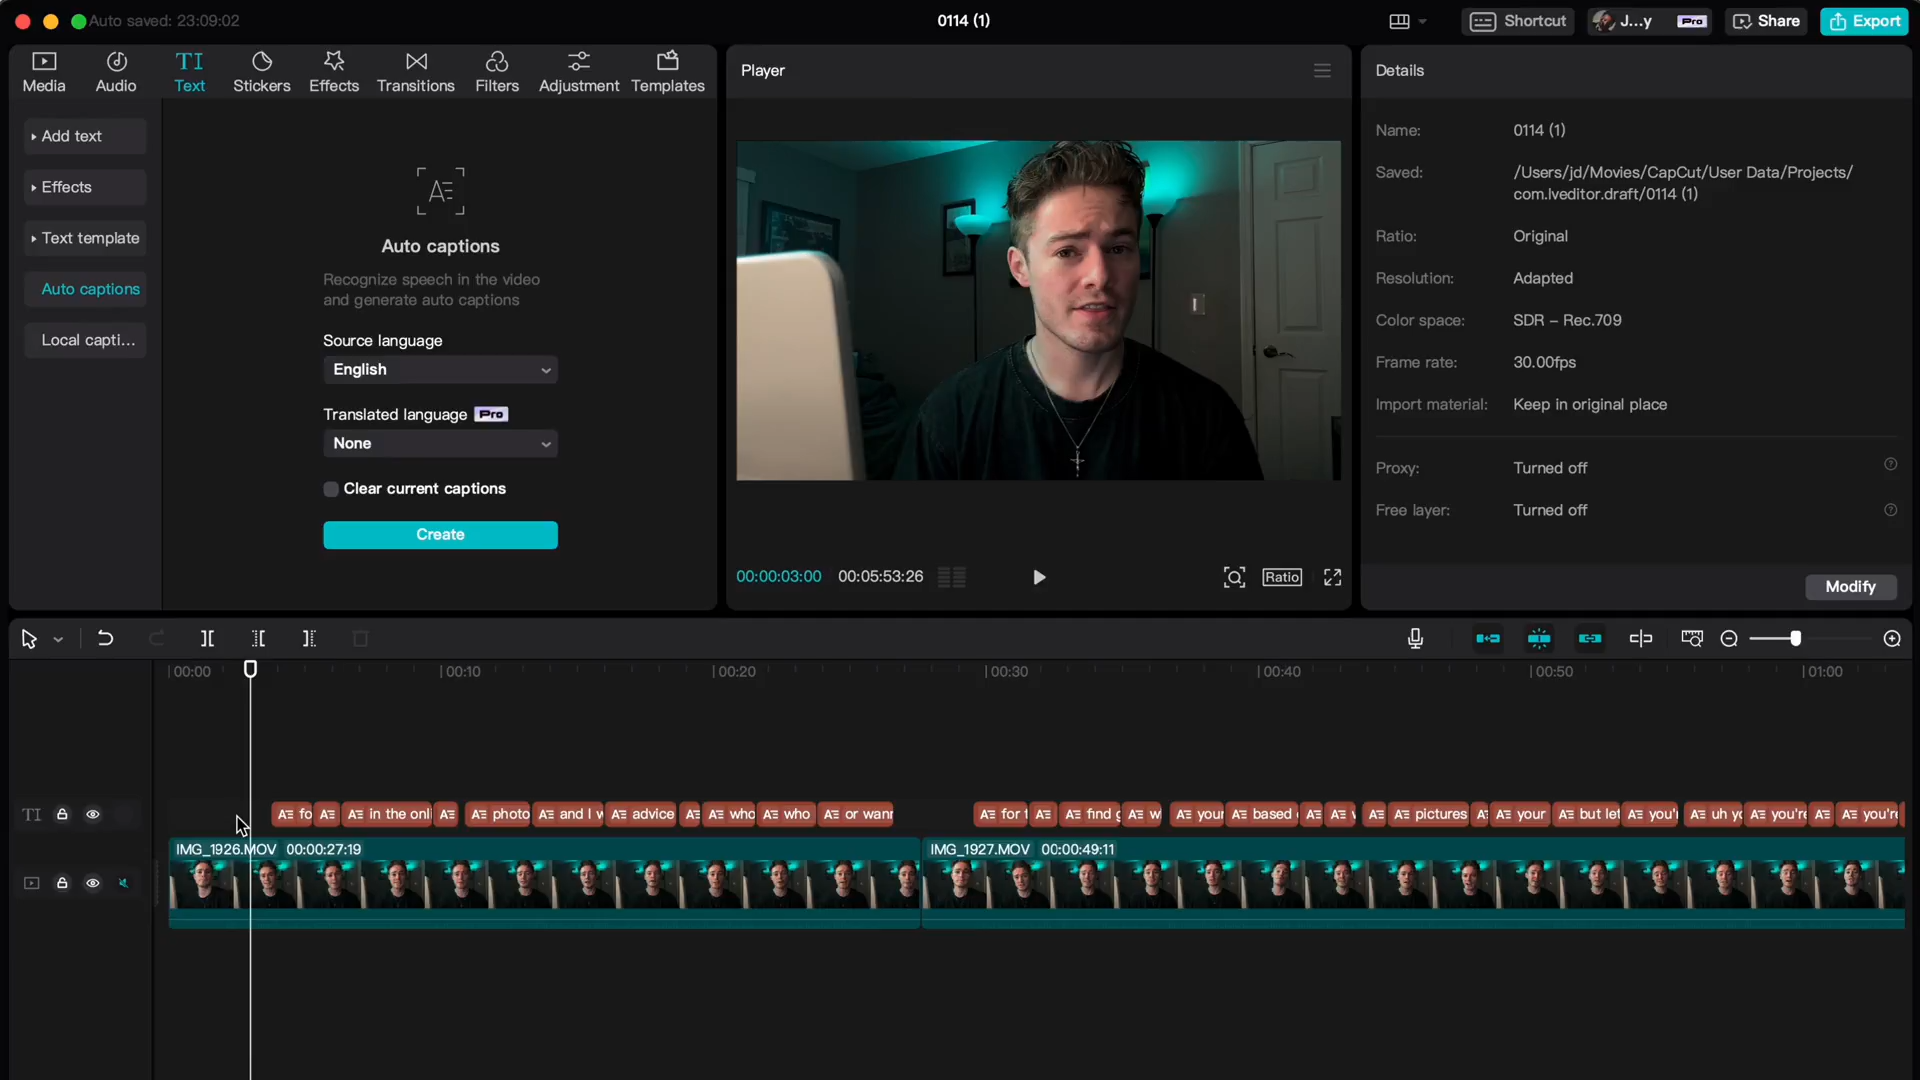 Auto saved: 23:09:02
0114 (1)
Shortcut
J...y
Pro
Share
Export
Media
Audio
TI
Text
Stickers
Effects
Transitions
Filters
Adjustment
Templates
Player
Details
Add text
Effects
Text template
Auto captions
Local capti...
Auto captions
Recognize speech in the video
and generate auto captions
Source language
English
Translated language Pro
None
Clear current captions
Create
00:00:03:00
00:05:53:26
Ratio
Name: 0114 (1)
Saved: /Users/jd/Movies/CapCut/User Data/Projects/
com.lveditor.draft/0114 (1)
Ratio: Original
Resolution: Adapted
Color space: SDR – Rec.709
Frame rate: 30.00fps
Import material: Keep in original place
Proxy: Turned off
Free layer: Turned off
Modify
00:00 00:10 00:20 00:30 00:40 00:50 01:00
TI
fo
in the onl
photo
and I w
advice
who
who
or wan
for t
find g
w
your
based
pictures
your
but let
you'r
uh yo
you're
you're
IMG_1926.MOV 00:00:27:19
IMG_1927.MOV 00:00:49:11